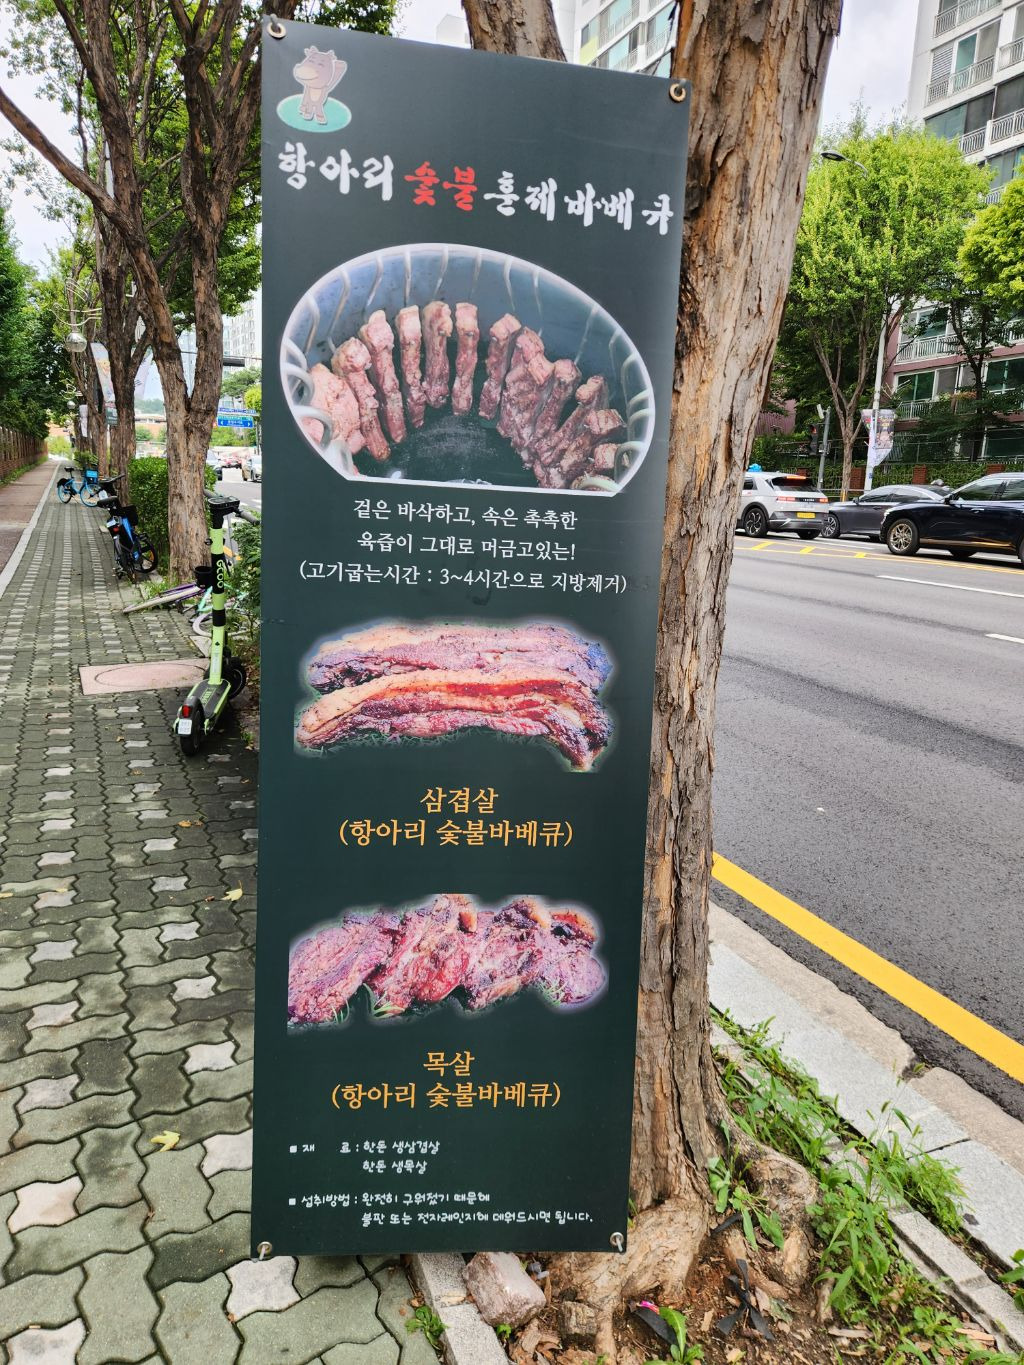 항아리 숯불 훈제 바·베 큐
겉은 바삭하고, 속은 촉촉한
육즙이 그대로 머금고있는!
(고기굽는시간 : 3~4시간으로 지방제거)
삼겹살
(항아리 숯불바베큐)
목살
(항아리 숯불바베큐)
■ 재 료 : 한돈 생삼겹살
한돈 생목살
■ 섭취방법 : 완전히 구워졌기 때문에
불판 또는 전자레인지에 데워드시면 됩니다.